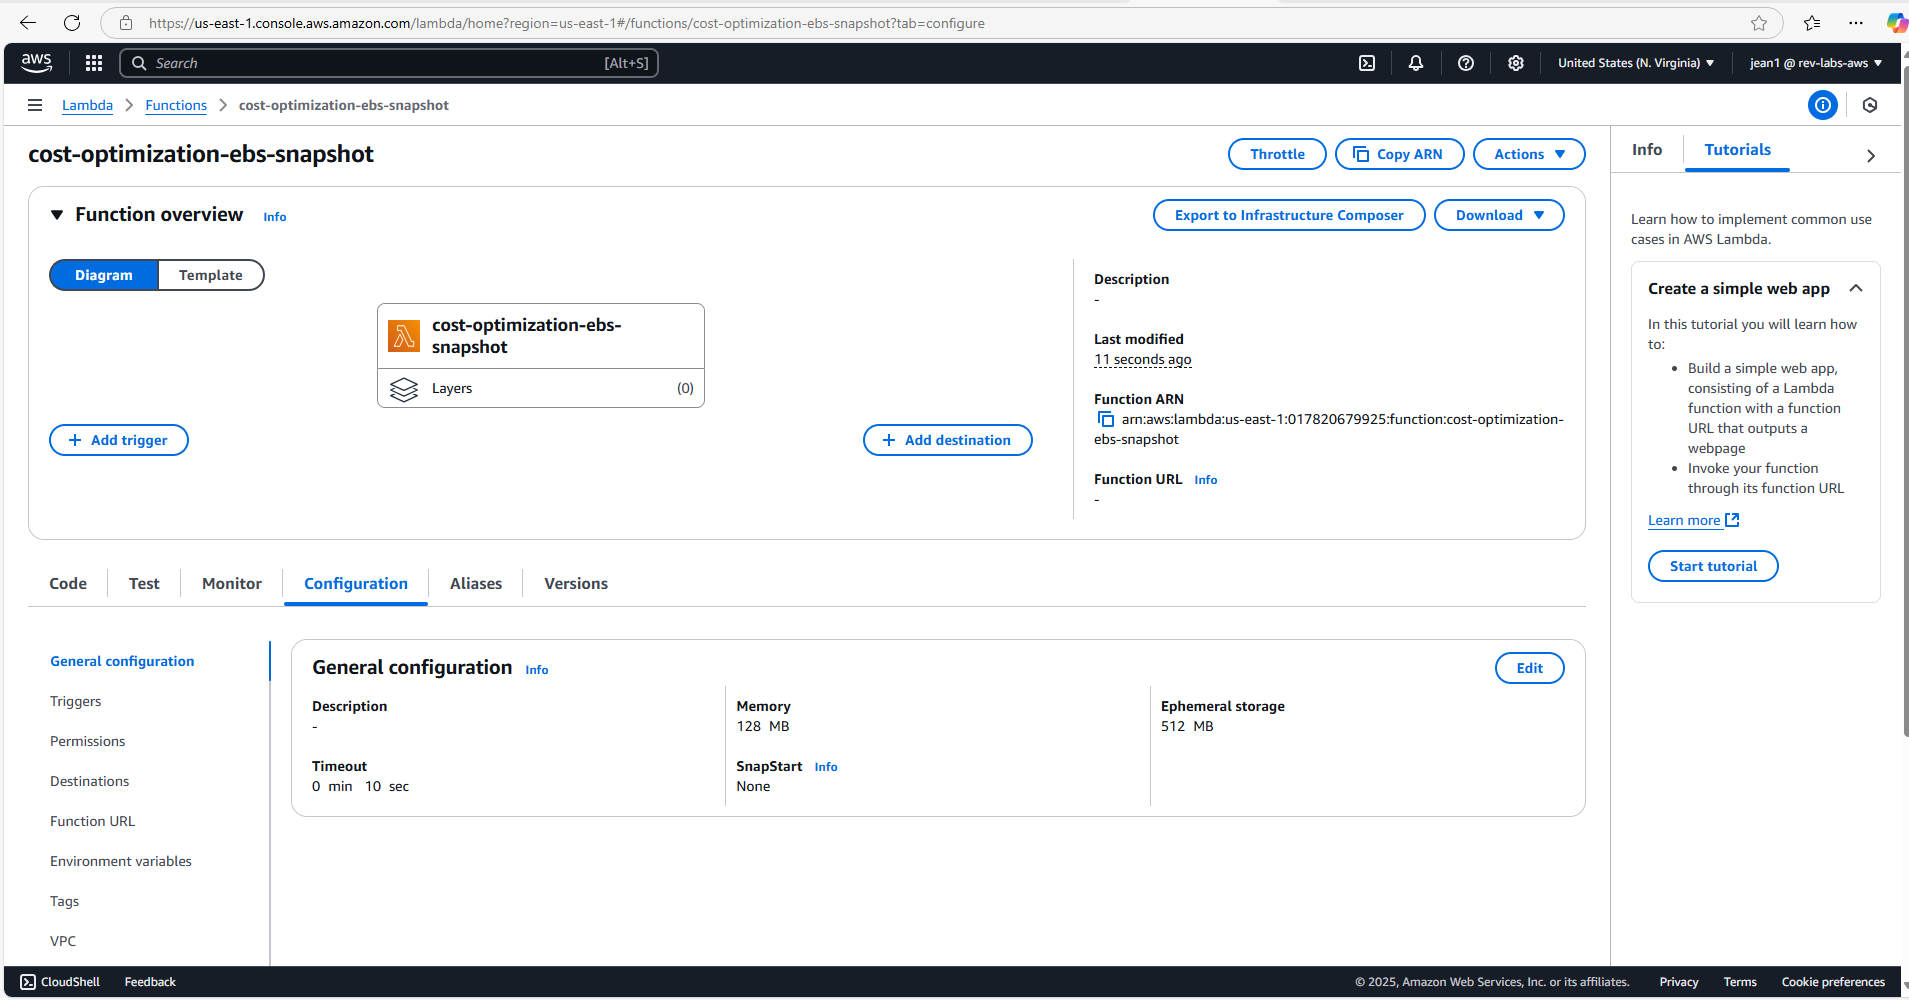 https://us-east-1.console.aws.amazon.com/lambda/home?region=us-east-1#/functions/cost-optimization-ebs-snapshot?tab=configure
aws
Search [Alt+S]
United States (N. Virginia)
jean1 @ rev-labs-aws
Lambda
Functions
cost-optimization-ebs-snapshot
cost-optimization-ebs-snapshot
Throttle
Copy ARN
Actions
Function overview Info
Export to Infrastructure Composer
Download
Diagram
Template
cost-optimization-ebs-
snapshot
Layers (0)
Add trigger
Add destination
Description
-
Last modified
11 seconds ago
Function ARN
arn:aws:lambda:us-east-1:017820679925:function:cost-optimization-
ebs-snapshot
Function URL Info
-
Code
Test
Monitor
Configuration
Aliases
Versions
General configuration
Triggers
Permissions
Destinations
Function URL
Environment variables
Tags
VPC
General configuration Info
Edit
Description
-
Timeout
0 min 10 sec
Memory
128 MB
SnapStart Info
None
Ephemeral storage
512 MB
Info
Tutorials
Learn how to implement common use
cases in AWS Lambda.
Create a simple web app
In this tutorial you will learn how
to:
• Build a simple web app,
consisting of a Lambda
function with a function
URL that outputs a
webpage
• Invoke your function
through its function URL
Learn more
Start tutorial
CloudShell
Feedback
© 2025, Amazon Web Services, Inc. or its affiliates.
Privacy
Terms
Cookie preferences